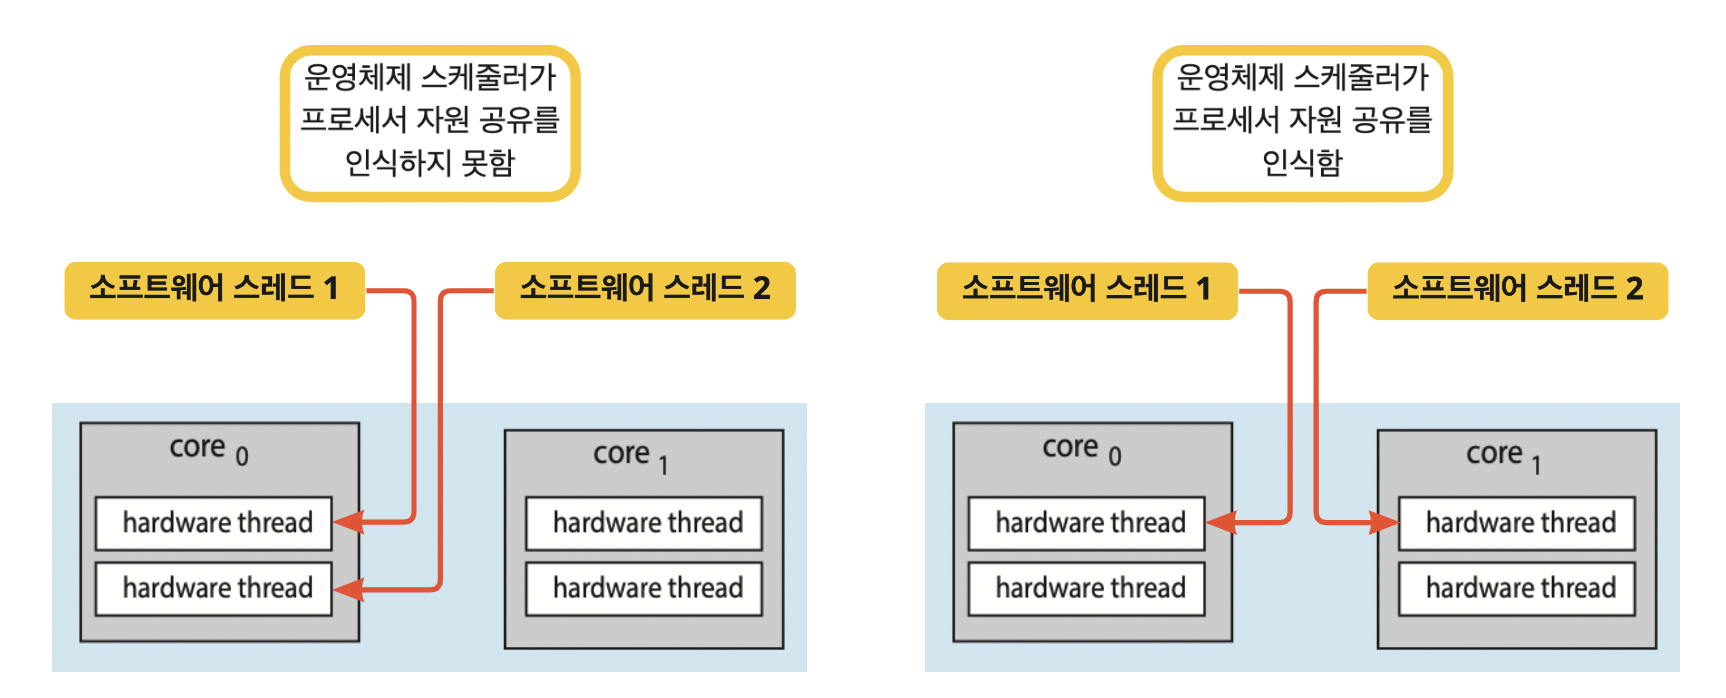 운영체제 스케줄러가
프로세서 자원 공유를
인식하지 못함
소프트웨어 스레드 1
소프트웨어 스레드 2
core 0
hardware thread
hardware thread
core 1
hardware thread
hardware thread
운영체제 스케줄러가
프로세서 자원 공유를
인식함
소프트웨어 스레드 1
소프트웨어 스레드 2
core 0
hardware thread
hardware thread
core 1
hardware thread
hardware thread